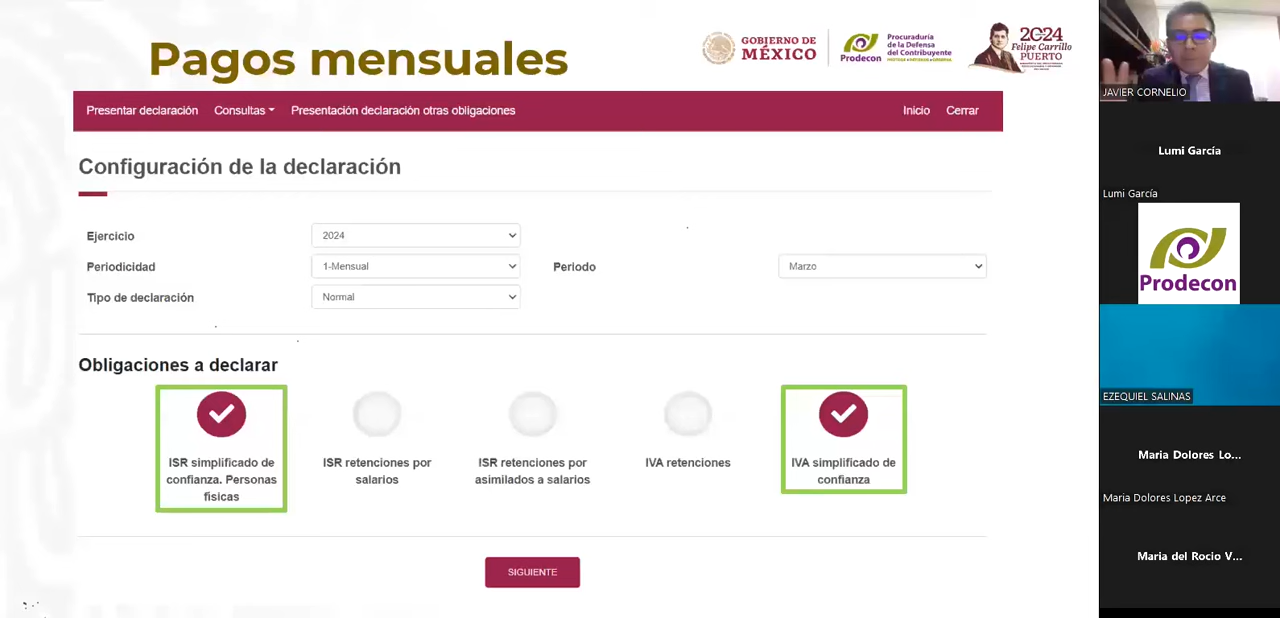 Pagos mensuales
GOBIERNO DE
MÉXICO
Procuraduría
de la Defensa
del Contribuyente
Prodecon
2024
Felipe Carrillo
PUERTO
Presentar declaración
Consultas
Presentación declaración otras obligaciones
Inicio
Cerrar
Configuración de la declaración
Ejercicio
2024
Periodicidad
1-Mensual
Periodo
Marzo
Tipo de declaración
Normal
Obligaciones a declarar
ISR simplificado de
confianza. Personas
físicas
ISR retenciones por
salarios
ISR retenciones por
asimilados a salarios
IVA retenciones
IVA simplificado de
confianza
SIGUIENTE
JAVIER CORNELIO
Lumi García
Lumi García
Prodecon
EZEQUIEL SALINAS
Maria Dolores Lo...
Maria Dolores Lopez Arce
Maria del Rocio V...